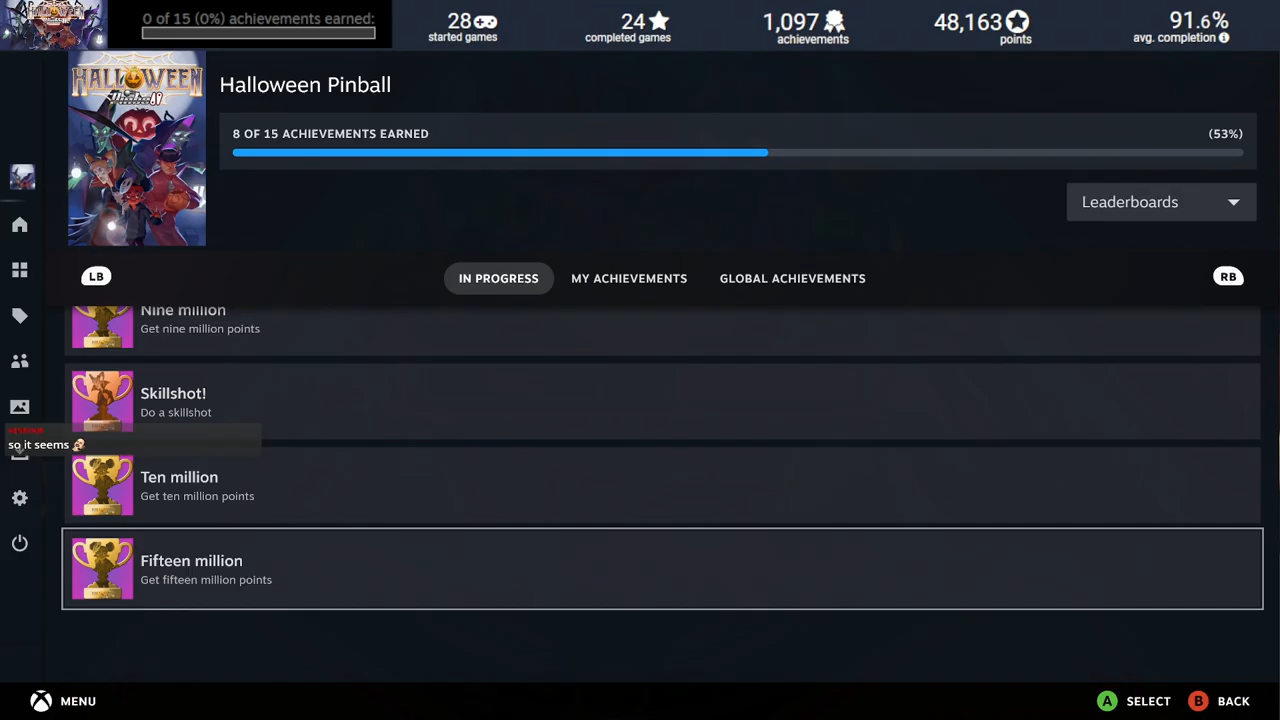 0 of 15 (0%) achievements earned:
28
started games
24
completed games
1,097
achievements
48,163
points
91.6%
avg. completion
HALLOWEEN
Halloween Pinball
8 OF 15 ACHIEVEMENTS EARNED
(53%)
Leaderboards
LB
IN PROGRESS
MY ACHIEVEMENTS
GLOBAL ACHIEVEMENTS
RB
Nine million
Get nine million points
Skillshot!
Do a skillshot
so it seems
Ten million
Get ten million points
Fifteen million
Get fifteen million points
MENU
A SELECT
B BACK